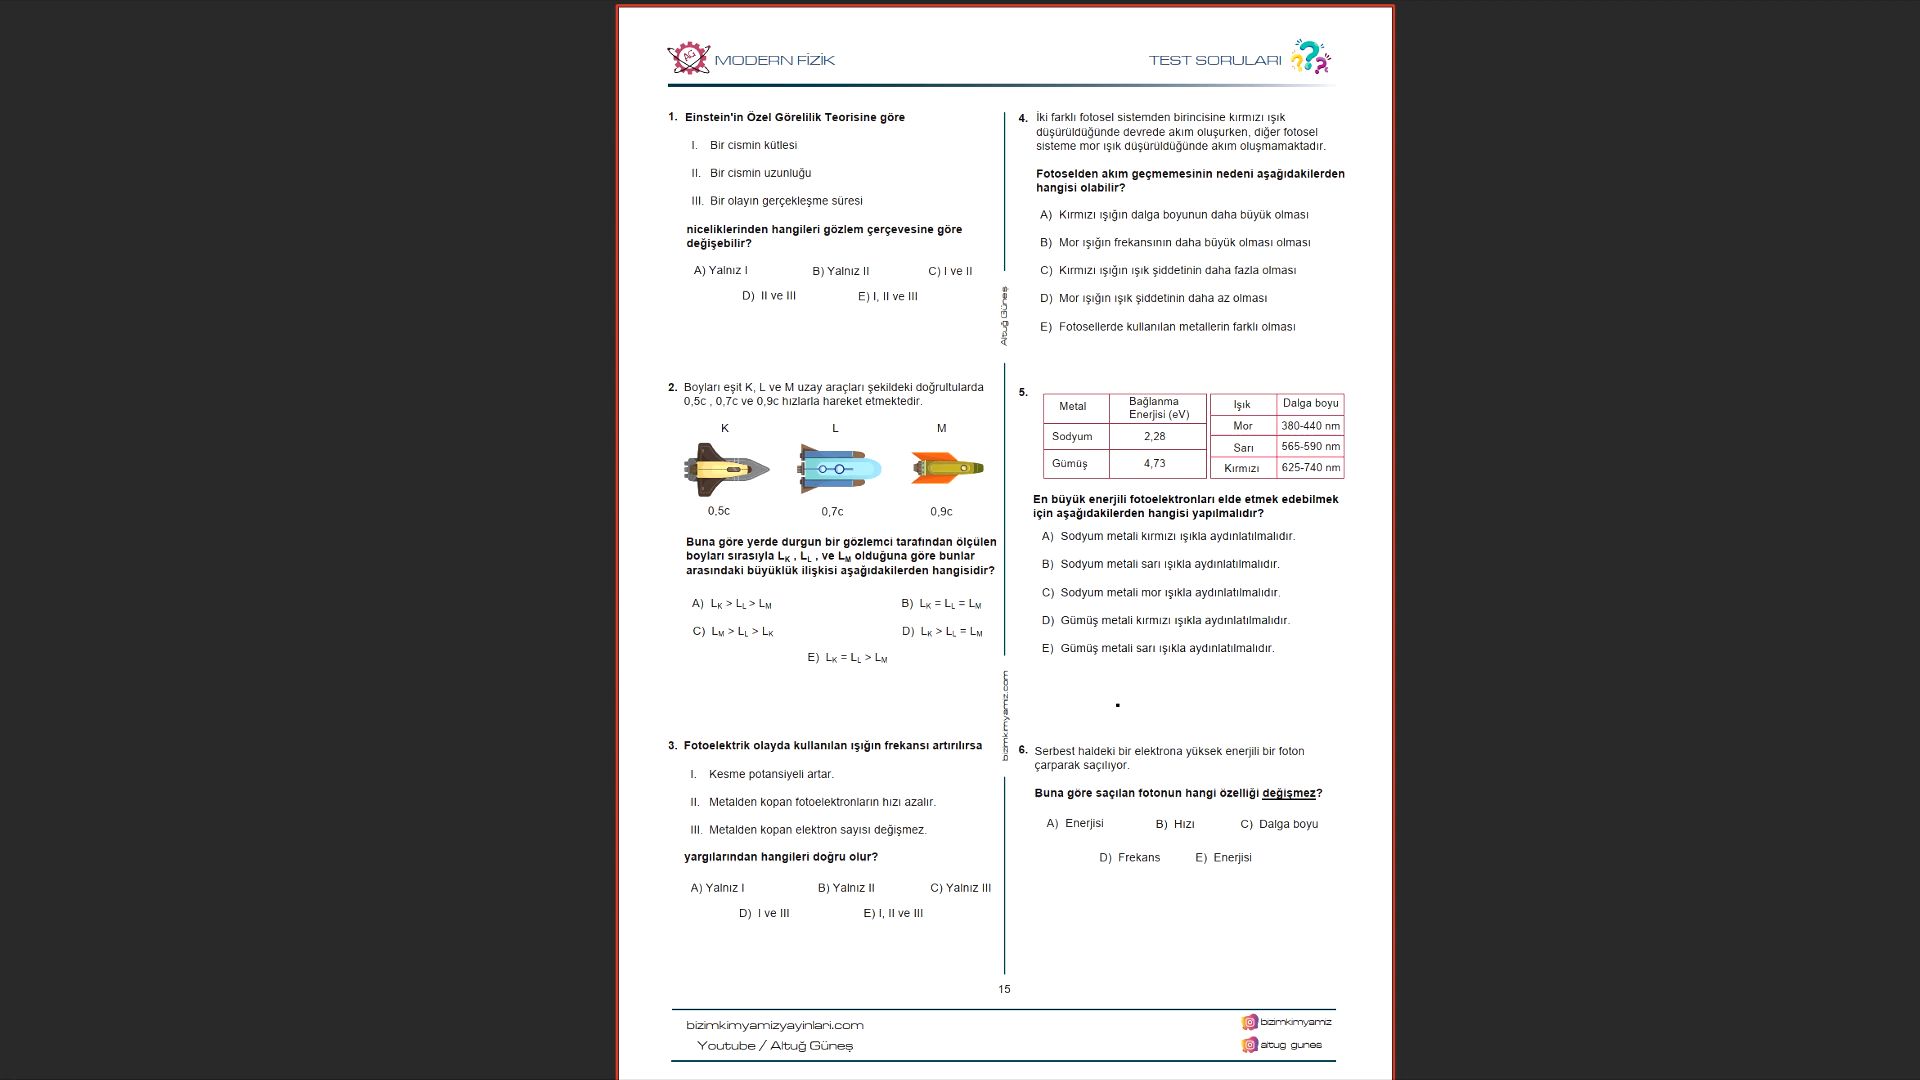 AG
MODERN FİZİK
TEST SORULARI
1. Einstein'in Özel Görelilik Teorisine göre
I. Bir cismin kütlesi
II. Bir cismin uzunluğu
III. Bir olayın gerçekleşme süresi
niceliklerinden hangileri gözlem çerçevesine göre
değişebilir?
A) Yalnız I B) Yalnız II C) I ve II
D) II ve III E) I, II ve III
2. Boyları eşit K, L ve M uzay araçları şekildeki doğrultularda
0,5c , 0,7c ve 0,9c hızlarla hareket etmektedir.
K L M
0,5c 0,7c 0,9c
Buna göre yerde durgun bir gözlemci tarafından ölçülen
boyları sırasıyla LK , LL , ve LM olduğuna göre bunlar
arasındaki büyüklük ilişkisi aşağıdakilerden hangisidir?
A) LK > LL > LM B) LK = LL = LM
C) LM > LL > LK D) LK > LL = LM
E) LK = LL > LM
3. Fotoelektrik olayda kullanılan ışığın frekansı artırılırsa
I. Kesme potansiyeli artar.
II. Metalden kopan fotoelektronların hızı azalır.
III. Metalden kopan elektron sayısı değişmez.
yargılarından hangileri doğru olur?
A) Yalnız I B) Yalnız II C) Yalnız III
D) I ve III E) I, II ve III
Altuğ Güneş
bizimkimyamiz.com
4. İki farklı fotosel sistemden birincisine kırmızı ışık
düşürüldüğünde devrede akım oluşurken, diğer fotosel
sisteme mor ışık düşürüldüğünde akım oluşmamaktadır.
Fotoselden akım geçmemesinin nedeni aşağıdakilerden
hangisi olabilir?
A) Kırmızı ışığın dalga boyunun daha büyük olması
B) Mor ışığın frekansının daha büyük olması olması
C) Kırmızı ışığın ışık şiddetinin daha fazla olması
D) Mor ışığın ışık şiddetinin daha az olması
E) Fotosellerde kullanılan metallerin farklı olması
5.
Metal Bağlanma
Enerjisi (eV)
Sodyum 2,28
Gümüş 4,73
Işık Dalga boyu
Mor 380-440 nm
Sarı 565-590 nm
Kırmızı 625-740 nm
En büyük enerjili fotoelektronları elde etmek edebilmek
için aşağıdakilerden hangisi yapılmalıdır?
A) Sodyum metali kırmızı ışıkla aydınlatılmalıdır.
B) Sodyum metali sarı ışıkla aydınlatılmalıdır.
C) Sodyum metali mor ışıkla aydınlatılmalıdır.
D) Gümüş metali kırmızı ışıkla aydınlatılmalıdır.
E) Gümüş metali sarı ışıkla aydınlatılmalıdır.
6. Serbest haldeki bir elektrona yüksek enerjili bir foton
çarparak saçılıyor.
Buna göre saçılan fotonun hangi özelliği değişmez?
A) Enerjisi B) Hızı C) Dalga boyu
D) Frekans E) Enerjisi
15
bizimkimyamizyayinlari.com
Youtube / Altuğ Güneş
bizimkimyamiz
altug gunes